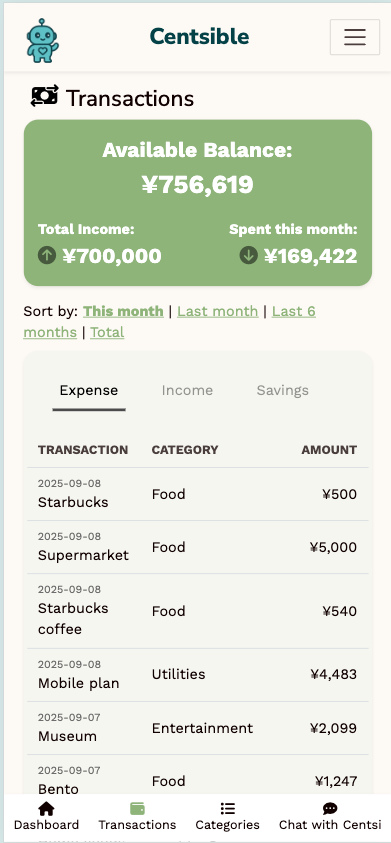 Centsible
Transactions
Available Balance:
¥756,619
Total Income: Spent this month:
¥700,000 ¥169,422
Sort by: This month | Last month | Last 6
months | Total
Expense Income Savings
TRANSACTION CATEGORY AMOUNT
2025-09-08
Starbucks Food ¥500
2025-09-08
Supermarket Food ¥5,000
2025-09-08
Starbucks
coffee Food ¥540
2025-09-08
Mobile plan Utilities ¥4,483
2025-09-07
Museum Entertainment ¥2,099
2025-09-07
Bento Food ¥1,247
Dashboard Transactions Categories Chat with Centsi